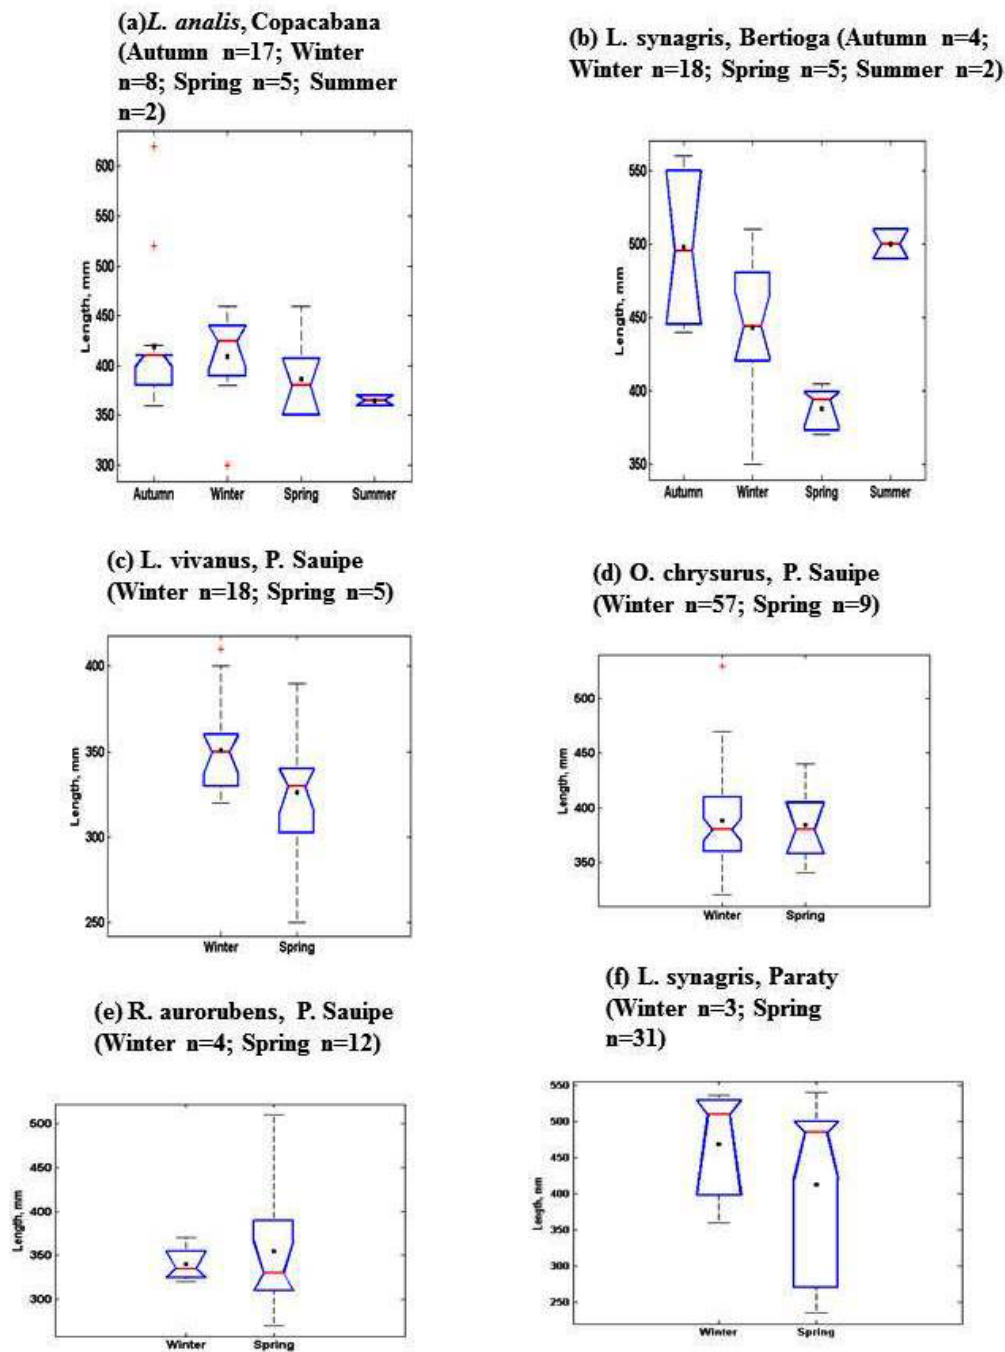 (a)L. analis, Copacabana
(Autumn n=17; Winter
n=8; Spring n=5; Summer
n=2)
600
550
500
450
400
350
300
Length, mm
Autumn Winter Spring Summer
(b) L. synagris, Bertioga (Autumn n=4;
Winter n=18; Spring n=5; Summer n=2)
550
500
450
400
350
Length, mm
Autumn Winter Spring Summer
(c) L. vivanus, P. Sauipe
(Winter n=18; Spring n=5)
400
350
300
250
Length, mm
Winter Spring
(d) O. chrysurus, P. Sauipe
(Winter n=57; Spring n=9)
500
450
400
350
Length, mm
Winter Spring
(e) R. aurorubens, P. Sauipe
(Winter n=4; Spring n=12)
500
450
400
350
300
Length, mm
Winter Spring
(f) L. synagris, Paraty
(Winter n=3; Spring
n=31)
550
500
450
400
350
300
250
Length, mm
Winter Spring